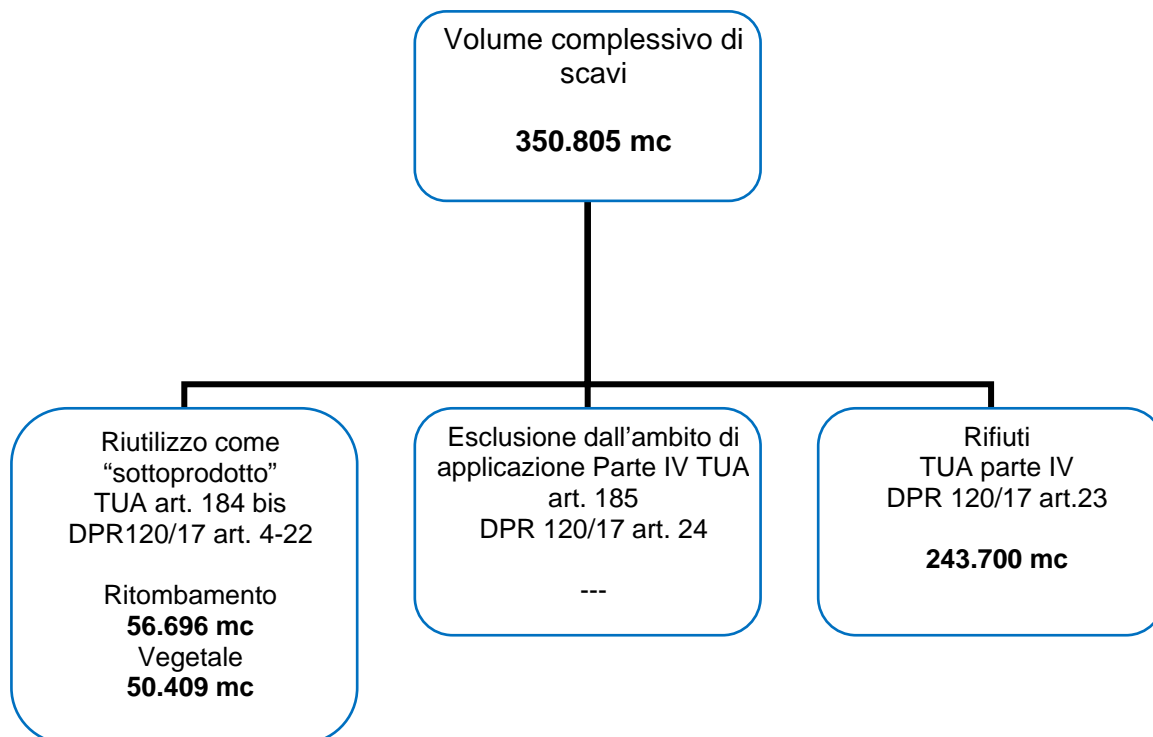 Volume complessivo di
scavi
350.805 mc
Riutilizzo come
“sottoprodotto”
TUA art. 184 bis
DPR120/17 art. 4-22
Ritombamento
56.696 mc
Vegetale
50.409 mc
Esclusione dall’ambito di
applicazione Parte IV TUA
art. 185
DPR 120/17 art. 24
---
Rifiuti
TUA parte IV
DPR 120/17 art.23
243.700 mc